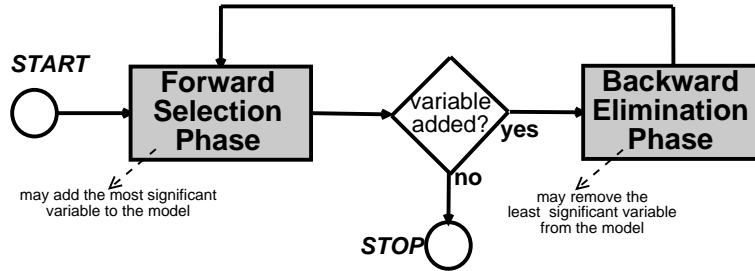 START
Forward
Selection
Phase
may add the most significant
variable to the model
variable
added?
yes
no
STOP
Backward
Elimination
Phase
may remove the
least significant variable
from the model